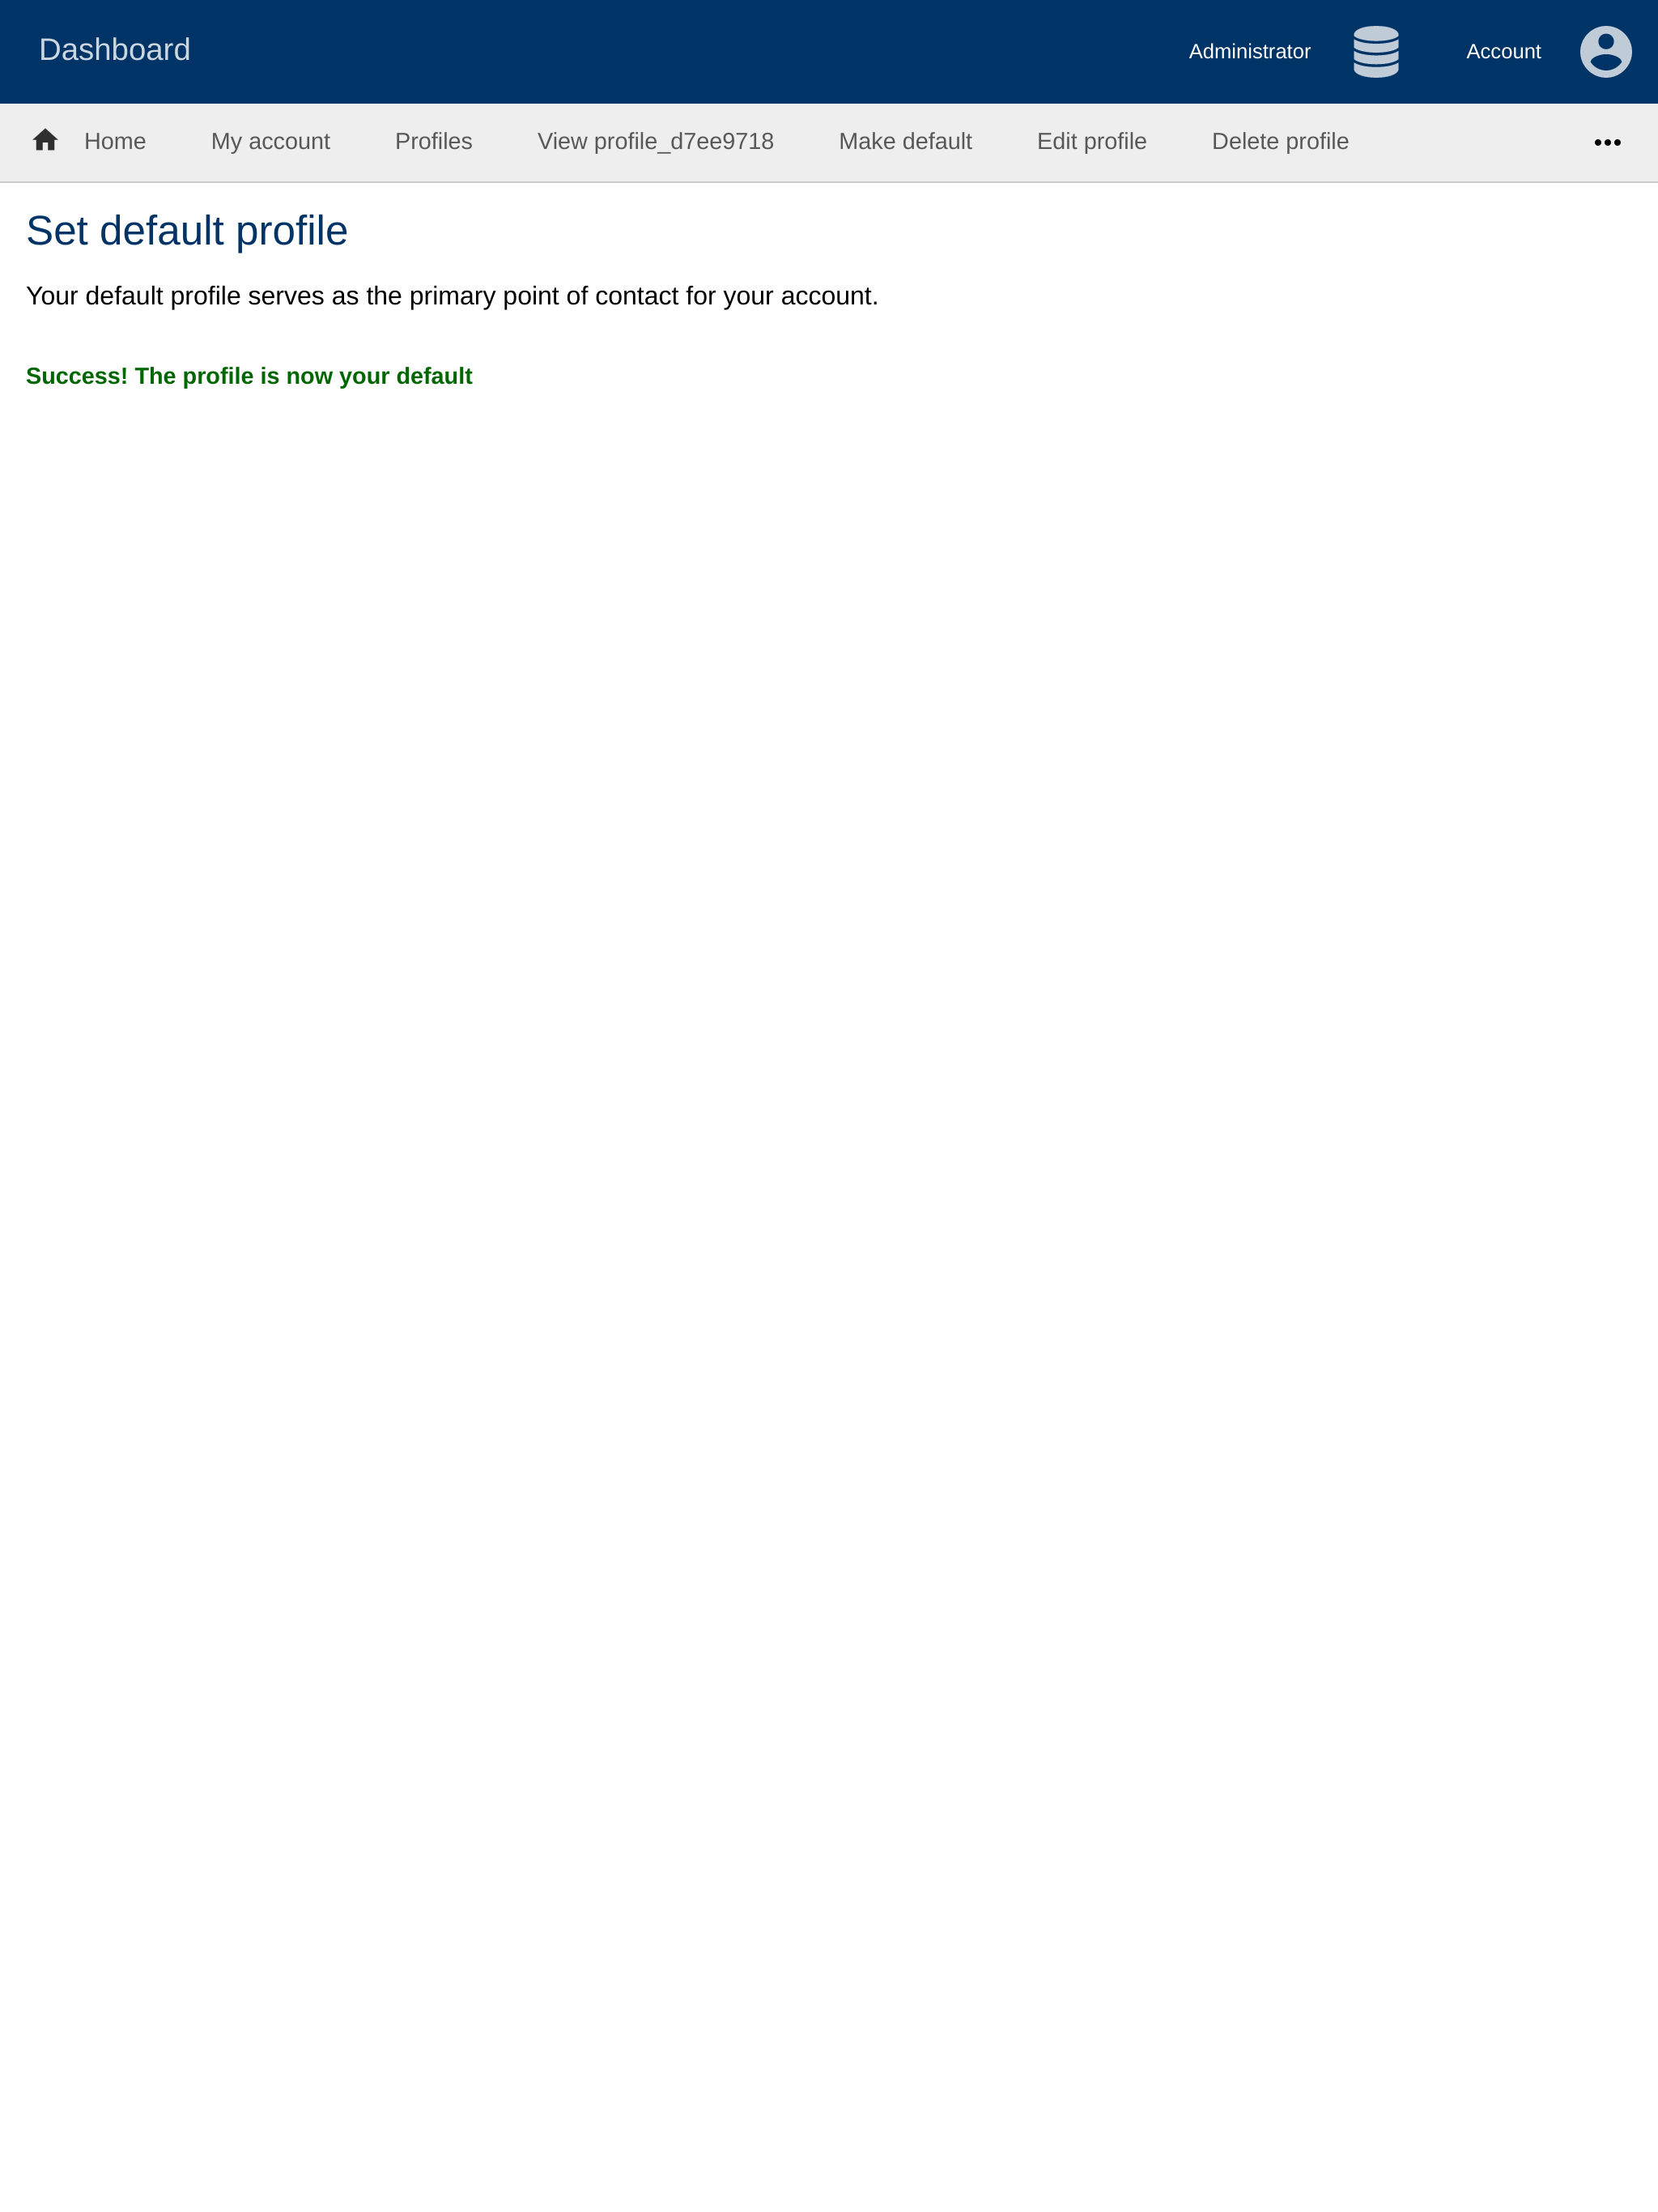 Dashboard Administrator Account
Home My account Profiles View profile_d7ee9718 Make default Edit profile Delete profile
Set default profile
Your default profile serves as the primary point of contact for your account.
Success! The profile is now your default